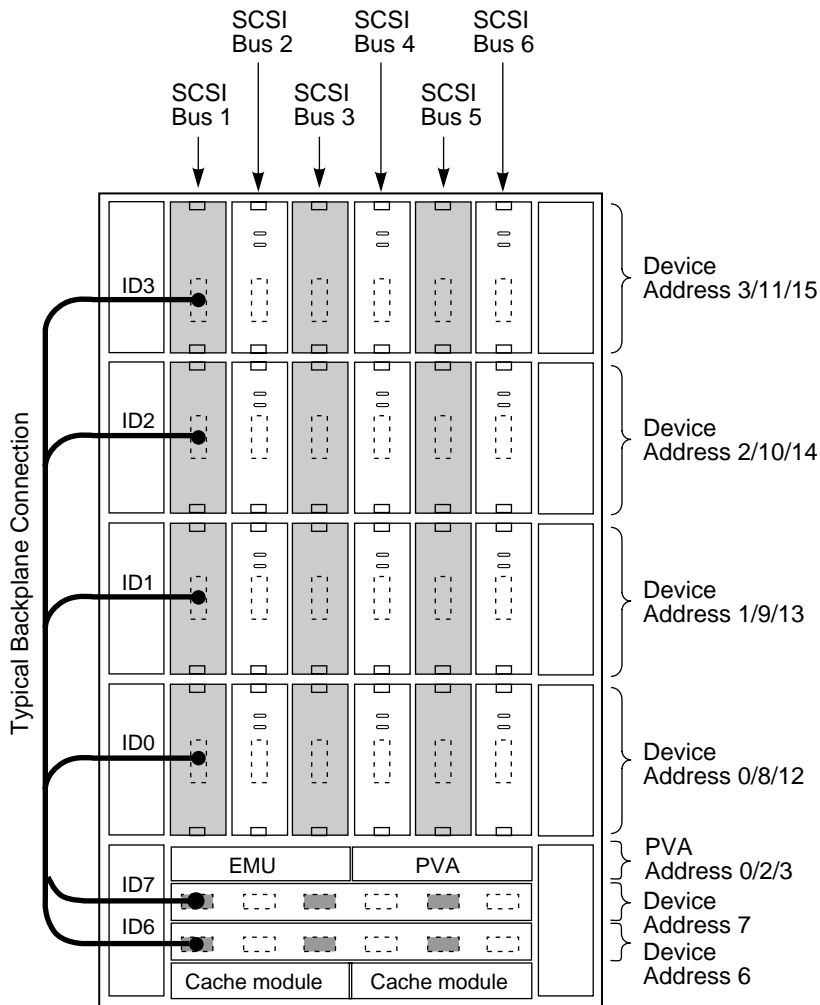 SCSI
Bus 2
SCSI
Bus 4
SCSI
Bus 6
SCSI
Bus 1
SCSI
Bus 3
SCSI
Bus 5
Typical Backplane Connection
ID3
Device
Address 3/11/15
ID2
Device
Address 2/10/14
ID1
Device
Address 1/9/13
ID0
Device
Address 0/8/12
EMU
PVA
PVA
Address 0/2/3
ID7
Device
Address 7
ID6
Device
Address 6
Cache module
Cache module